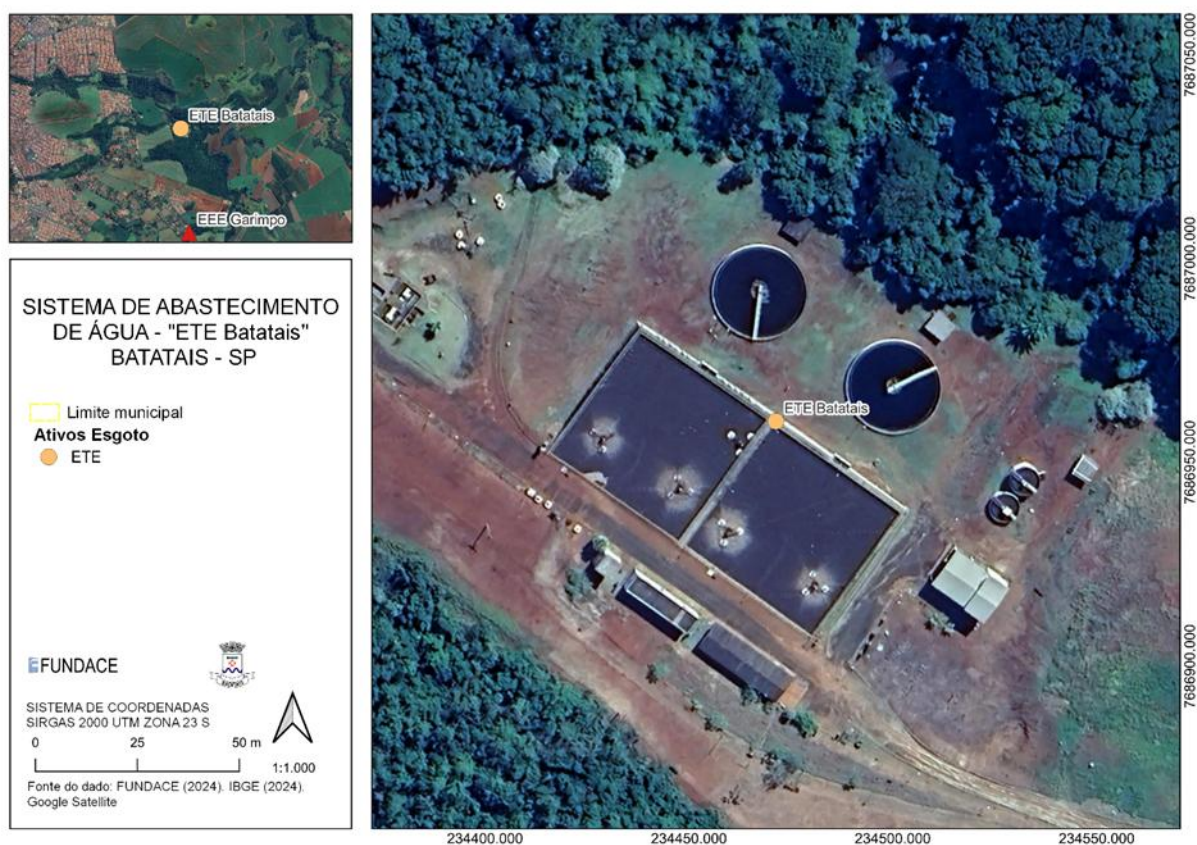 ETE Batatais
EEE Garimpo
SISTEMA DE ABASTECIMENTO
DE ÁGUA - "ETE Batatais"
BATATAIS - SP
Limite municipal
Ativos Esgoto
ETE
FUNDACE
SISTEMA DE COORDENADAS
SIRGAS 2000 UTM ZONA 23 S
0 25 50 m
1:1.000
Fonte do dado: FUNDACE (2024). IBGE (2024).
Google Satellite
ETE Batatais
7687050.000
7687000.000
7686950.000
7686900.000
234400.000 234450.000 234500.000 234550.000